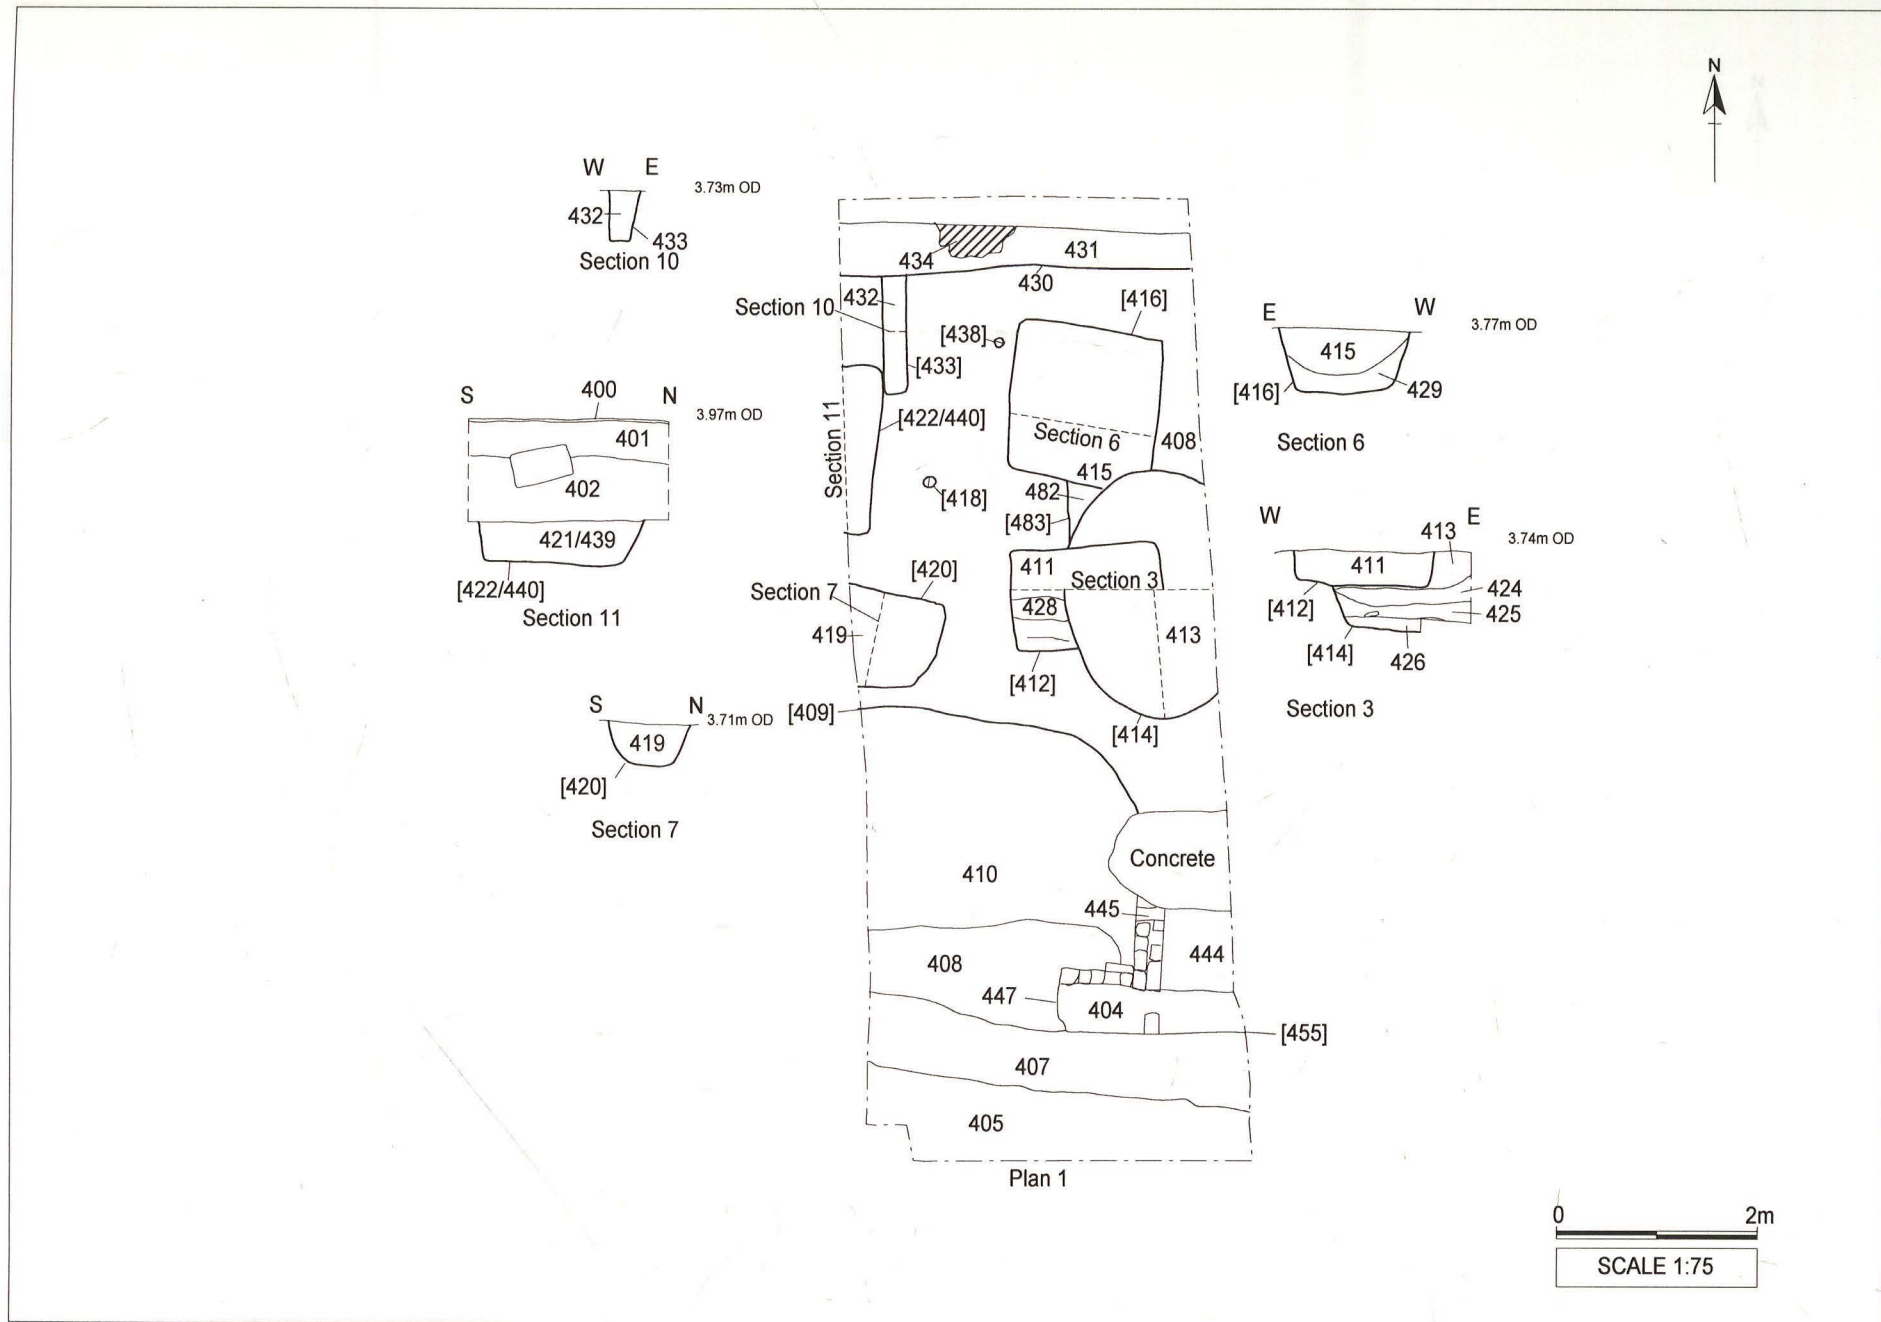 N
W E
3.73m OD
432
433
Section 10
434
431
430
Section 10
432
[416]
[438]
[433]
E W
3.77m OD
415
[416]
429
Section 6
S 400 N
3.97m OD
401
402
421/439
[422/440]
Section 11
Section 11
[422/440]
Section 6
408
415
482
[418]
[483]
W E
413
3.74m OD
411
[412]
424
425
[414]
426
Section 3
411
Section 3
[420]
Section 7
428
419
413
[412]
[409]
[414]
S N
3.71m OD
419
[420]
Section 7
Concrete
410
445
408
444
447
404
[455]
407
405
Plan 1
0 2m
SCALE 1:75